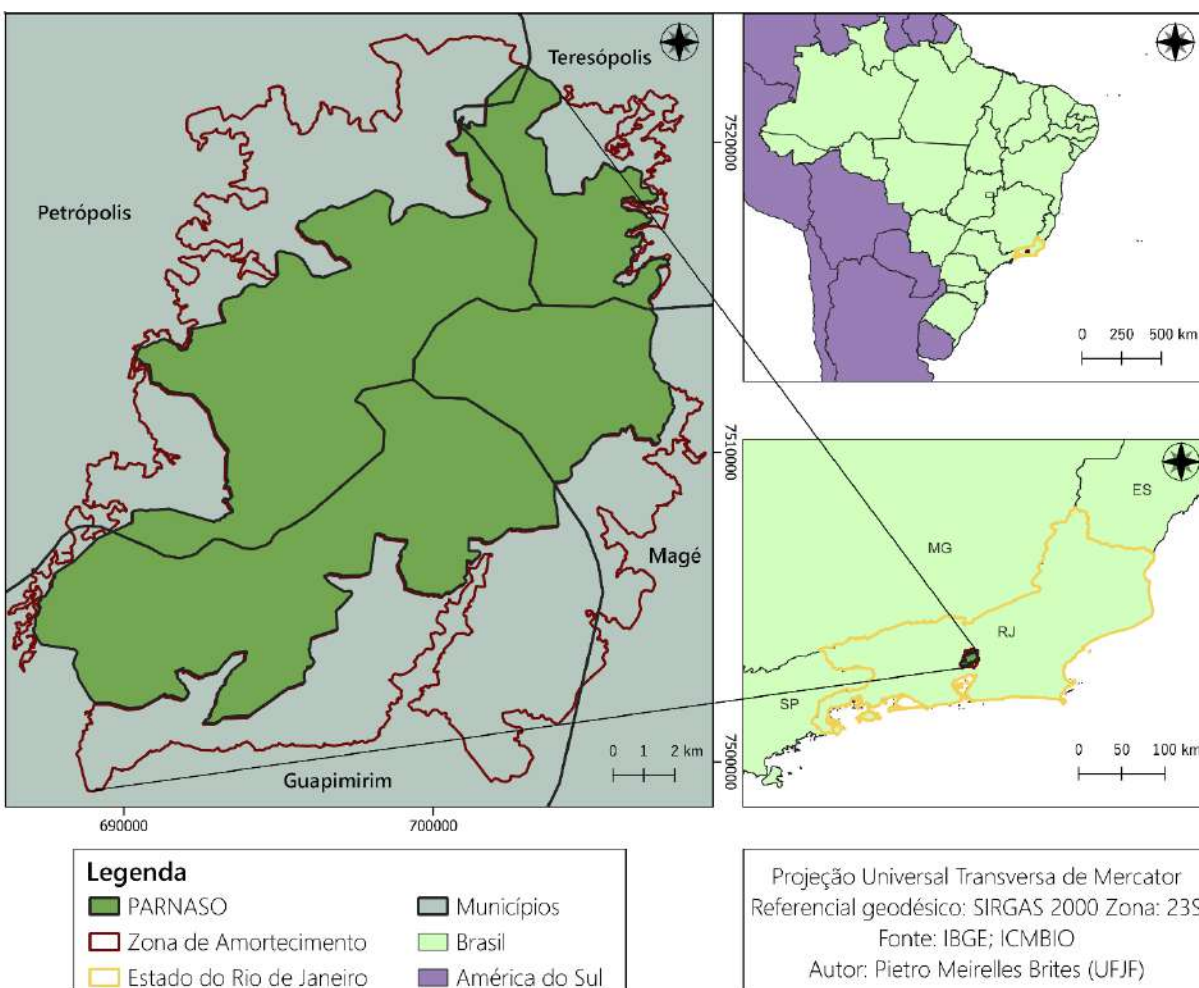 Teresópolis
Petrópolis
Magé
Guapimirim
0 1 2 km
690000
700000
7520000
7510000
7500000
0 250 500 km
ES
MG
RJ
SP
0 50 100 km
Legenda
PARNASO
Zona de Amortecimento
Estado do Rio de Janeiro
Municípios
Brasil
América do Sul
Projeção Universal Transversa de Mercator
Referencial geodésico: SIRGAS 2000 Zona: 23S
Fonte: IBGE; ICMBIO
Autor: Pietro Meirelles Brites (UFJF)